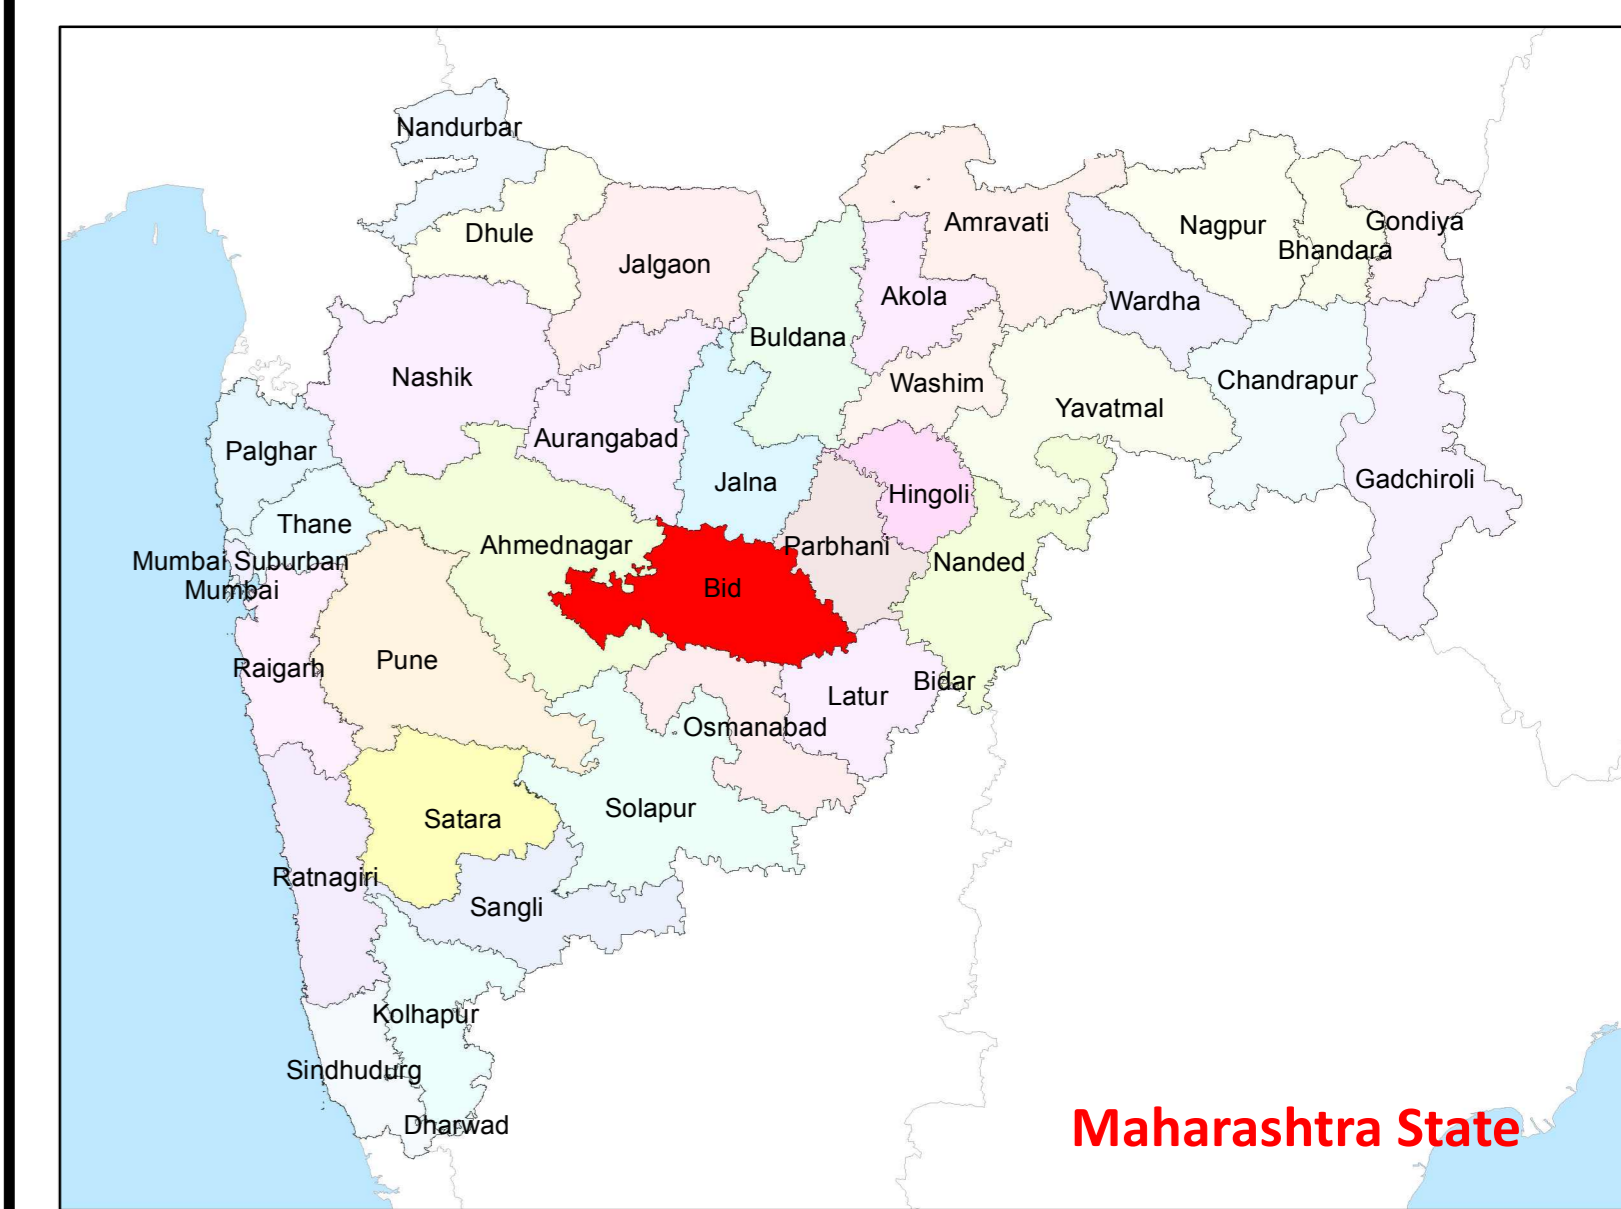 Nandurbar
Dhule
Jalgaon
Amravati
Nagpur
Gondiya
Bhandara
Akola
Wardha
Buldana
Nashik
Washim
Chandrapur
Yavatmal
Aurangabad
Palghar
Jalna
Hingoli
Gadchiroli
Thane
Ahmednagar
Parbhani
Mumbai Suburban
Nanded
Mumbai
Bid
Raigarh
Pune
Bidar
Latur
Osmanabad
Solapur
Satara
Ratnagiri
Sangli
Kolhapur
Sindhudurg
Dharwad
Maharashtra State